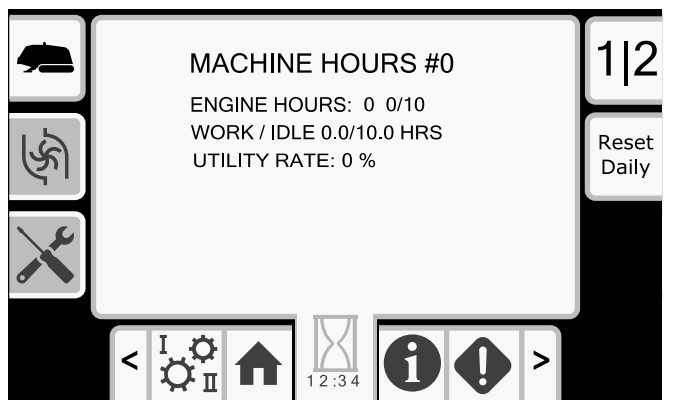 MACHINE HOURS #0
ENGINE HOURS: 0 0/10
WORK / IDLE 0.0/10.0 HRS
UTILITY RATE: 0 %
1|2
Reset
Daily
<
I
II
12:34
i
!
>